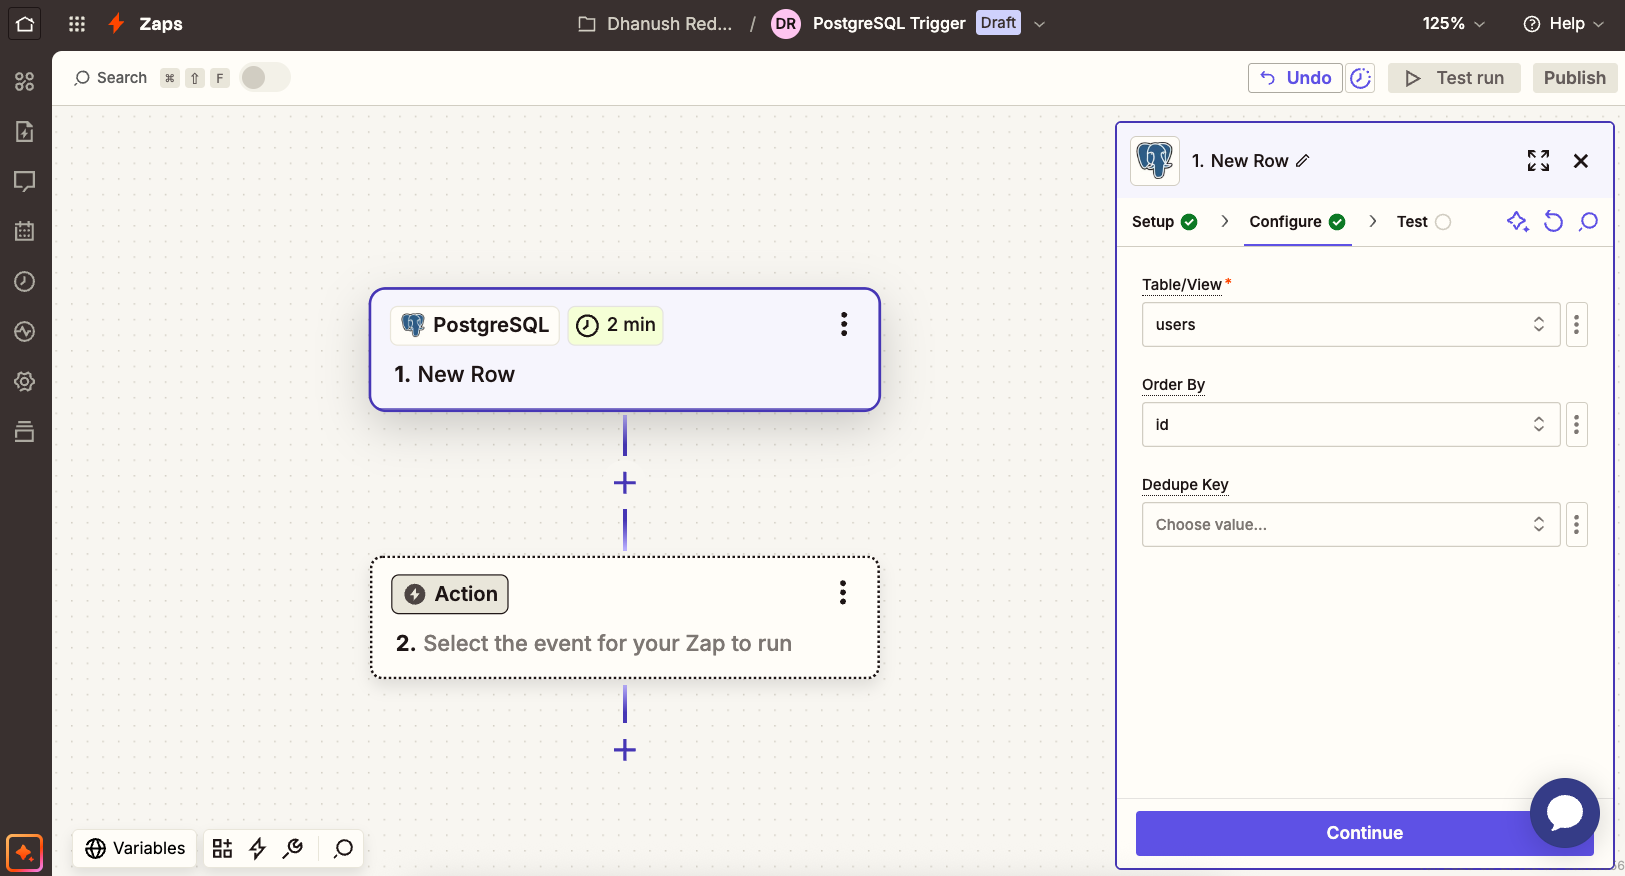 Zaps
Dhanush Red... / DR PostgreSQL Trigger Draft
125% Help
Search ⌘ ⇧ F
Undo Test run Publish
1. New Row
Setup Configure Test
Table/View*
users
Order By
id
Dedupe Key
Choose value...
Continue
PostgreSQL 2 min
1. New Row
Action
2. Select the event for your Zap to run
Variables